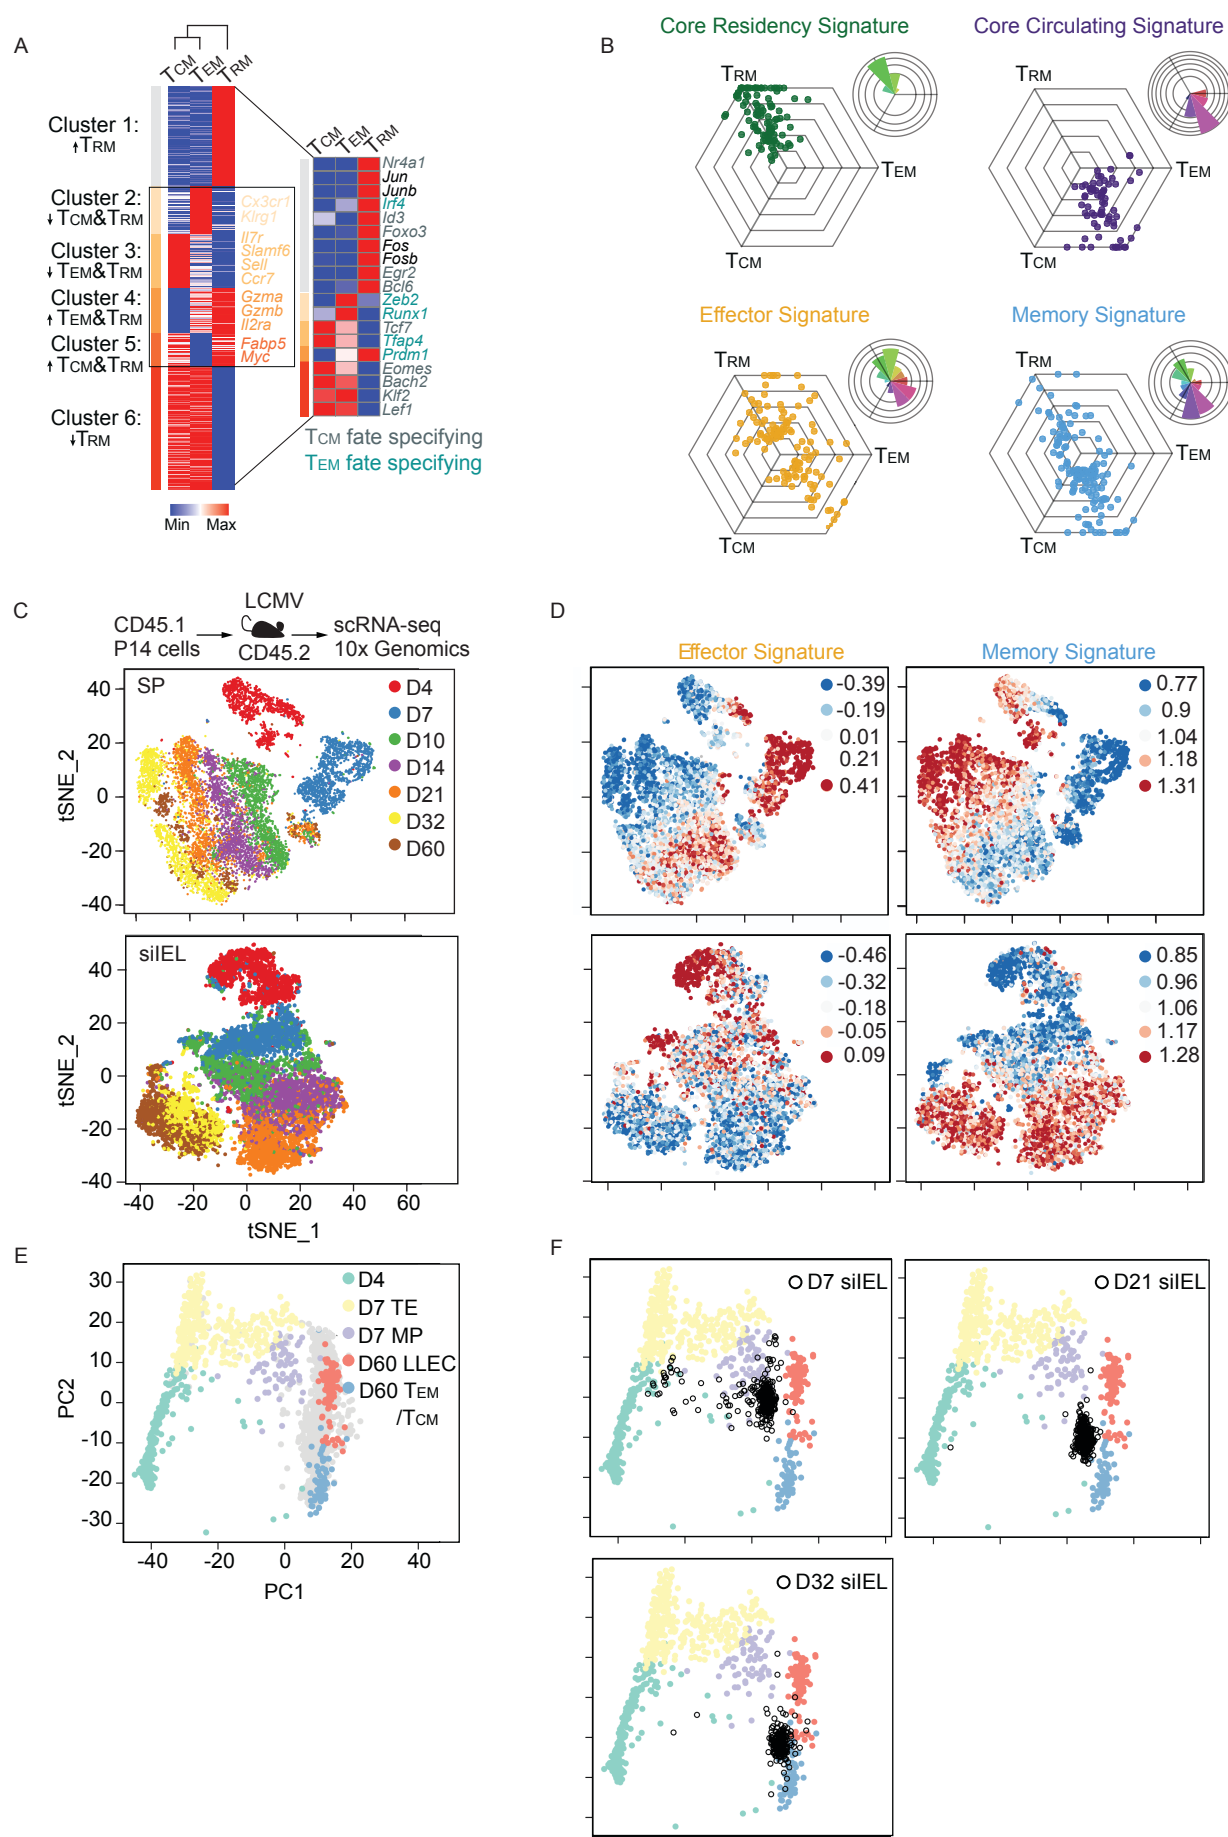 A
TCM TEM TRM
Cluster 1:
↑TRM
Cluster 2:
↓TCM&TRM
Cluster 3:
↓TEM&TRM
Cluster 4:
↑TEM&TRM
Cluster 5:
↑TCM&TRM
Cluster 6:
↓TRM
Cx3cr1
Klrg1
Il7r
Slamf6
Sell
Ccr7
Gzma
Gzmb
Il2ra
Fabp5
Myc
Min Max
TCM TEM TRM
Nr4a1
Jun
Junb
Irf4
Id3
Foxo3
Fos
Fosb
Egr2
Bcl6
Zeb2
Runx1
Tcf7
Tfap4
Prdm1
Eomes
Bach2
Klf2
Lef1
TCM fate specifying
TEM fate specifying
B
Core Residency Signature
TRM
TEM
TCM
Core Circulating Signature
TRM
TEM
TCM
Effector Signature
TRM
TEM
TCM
Memory Signature
TRM
TEM
TCM
C
LCMV
CD45.1
P14 cells
CD45.2
scRNA-seq
10x Genomics
SP
D4
D7
D10
D14
D21
D32
D60
40
20
0
-20
-40
tSNE_2
siIEL
40
20
0
-20
-40
tSNE_2
-40 -20 0 20 40 60
tSNE_1
D
Effector Signature
-0.39
-0.19
0.01
0.21
0.41
Memory Signature
0.77
0.9
1.04
1.18
1.31
-0.46
-0.32
-0.18
-0.05
0.09
0.85
0.96
1.06
1.17
1.28
E
30
20
10
0
-10
-20
-30
PC2
D4
D7 TE
D7 MP
D60 LLEC
D60 TEM
/TCM
-40 -20 0 20 40
PC1
F
D7 siIEL
D21 siIEL
D32 siIEL